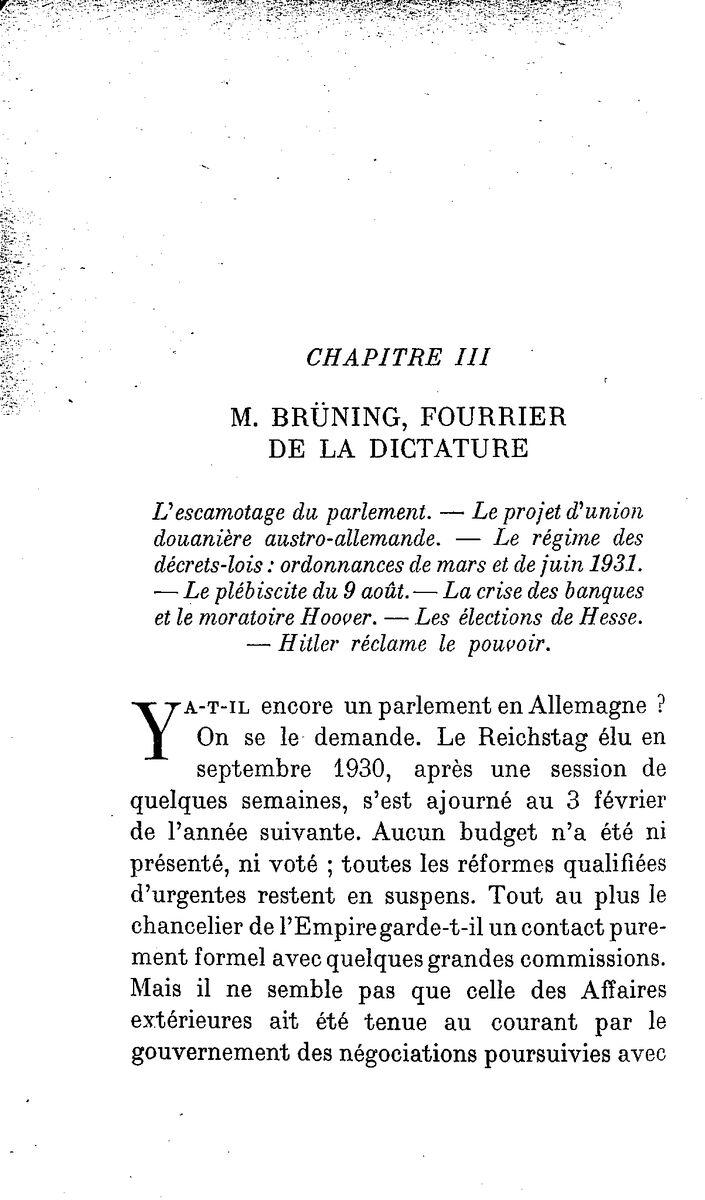 CHAPITRE III
M. BRÜNING, FOURRIER
DE LA DICTATURE
L'escamotage du parlement. — Le projet d'union
douanière austro-allemande. — Le régime des
décrets-lois : ordonnances de mars et de juin 1931.
— Le plébiscite du 9 août. — La crise des banques
et le moratoire Hoover. — Les élections de Hesse.
— Hitler réclame le pouvoir.
Y A-T-IL encore un parlement en Allemagne ?
On se le demande. Le Reichstag élu en
septembre 1930, après une session de
quelques semaines, s'est ajourné au 3 février
de l'année suivante. Aucun budget n'a été ni
présenté, ni voté ; toutes les réformes qualifiées
d'urgentes restent en suspens. Tout au plus le
chancelier de l'Empire garde-t-il un contact pure-
ment formel avec quelques grandes commissions.
Mais il ne semble pas que celle des Affaires
extérieures ait été tenue au courant par le
gouvernement des négociations poursuivies avec